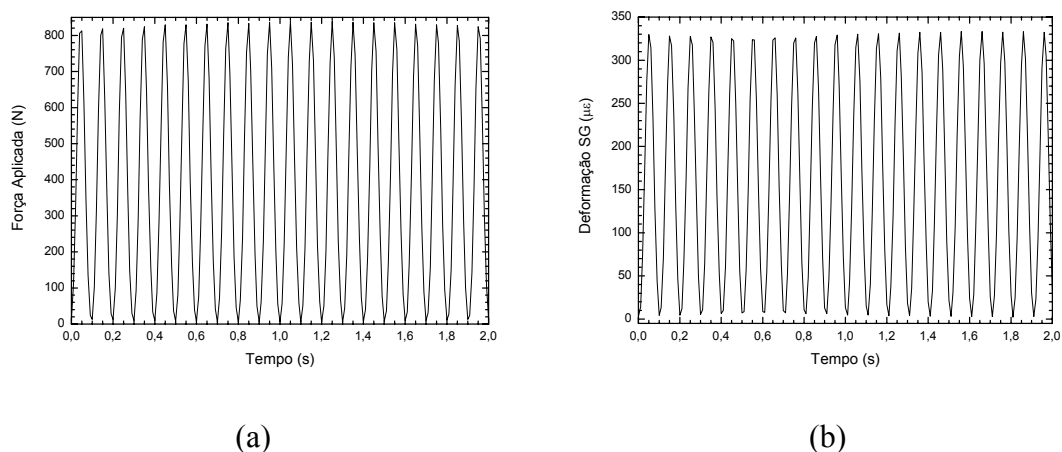 800
700
600
500
400
300
200
100
0
Força Aplicada (N)
0,0 0,2 0,4 0,6 0,8 1,0 1,2 1,4 1,6 1,8 2,0
Tempo (s)
(a)
350
300
250
200
150
100
50
0
Deformação SG (με)
0,0 0,2 0,4 0,6 0,8 1,0 1,2 1,4 1,6 1,8 2,0
Tempo (s)
(b)